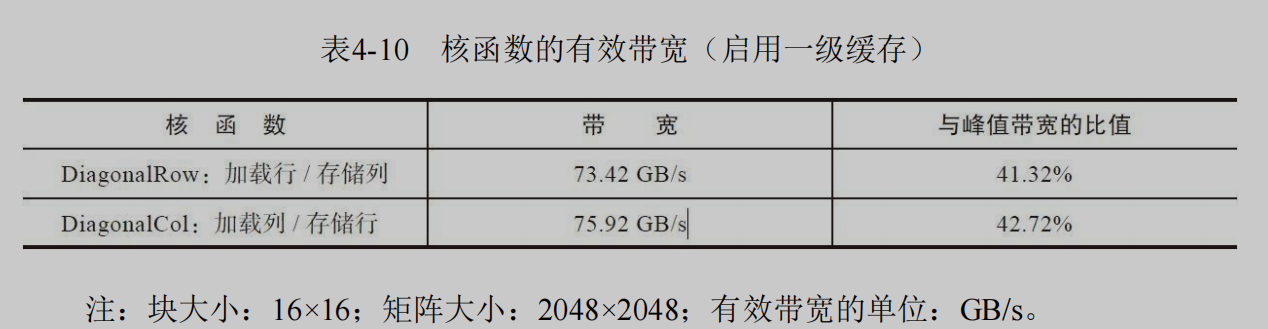 表4-10 核函数的有效带宽（启用一级缓存）
核 函 数 带 宽 与峰值带宽的比值
DiagonalRow：加载行/存储列 73.42 GB/s 41.32%
DiagonalCol：加载列/存储行 75.92 GB/s 42.72%
注：块大小：16×16；矩阵大小：2048×2048；有效带宽的单位：GB/s。